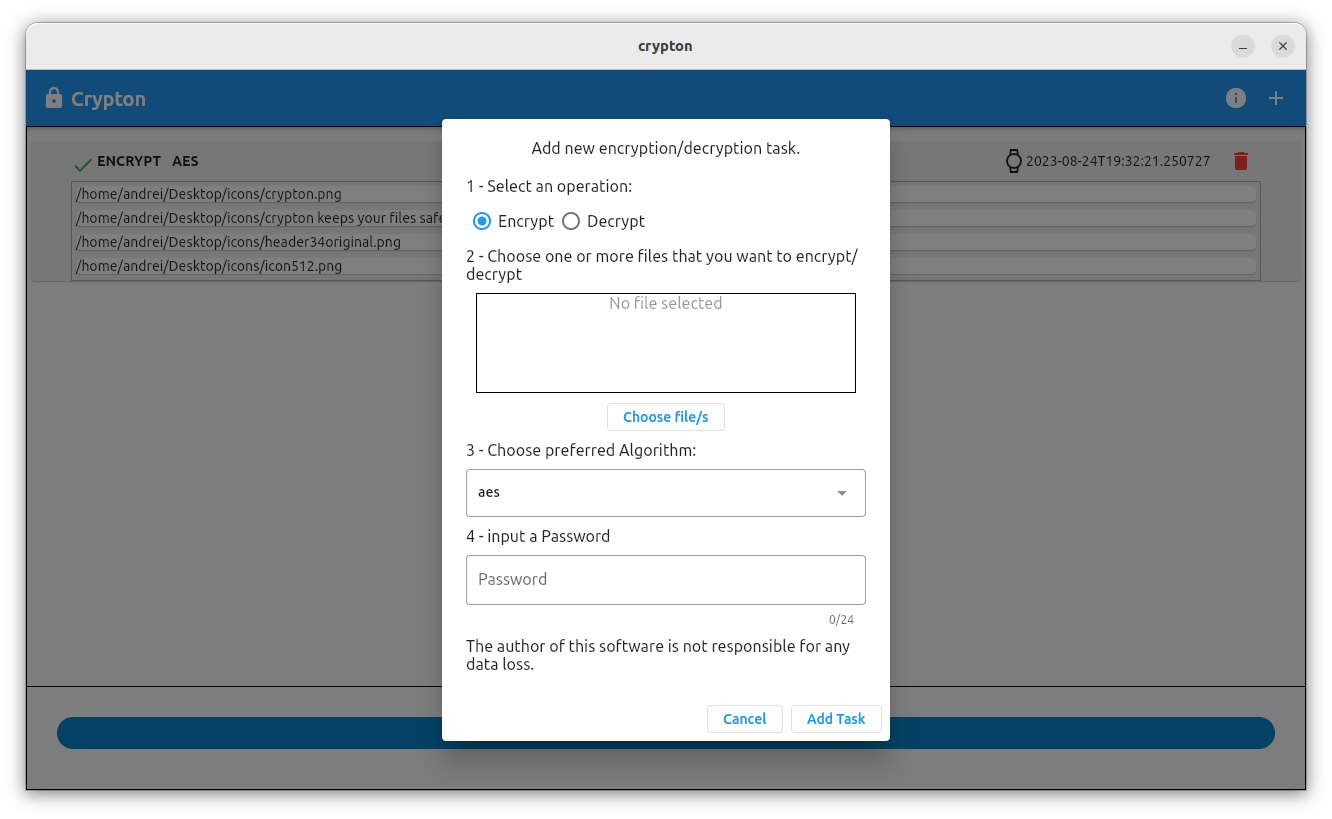 crypton
Crypton
ENCRYPT AES
2023-08-24T19:32:21.250727
/home/andrei/Desktop/icons/crypton.png
/home/andrei/Desktop/icons/crypton keeps your files safe
/home/andrei/Desktop/icons/header34original.png
/home/andrei/Desktop/icons/icon512.png
Add new encryption/decryption task.
1 - Select an operation:
Encrypt Decrypt
2 - Choose one or more files that you want to encrypt/
decrypt
No file selected
Choose file/s
3 - Choose preferred Algorithm:
aes
4 - input a Password
Password
0/24
The author of this software is not responsible for any
data loss.
Cancel Add Task